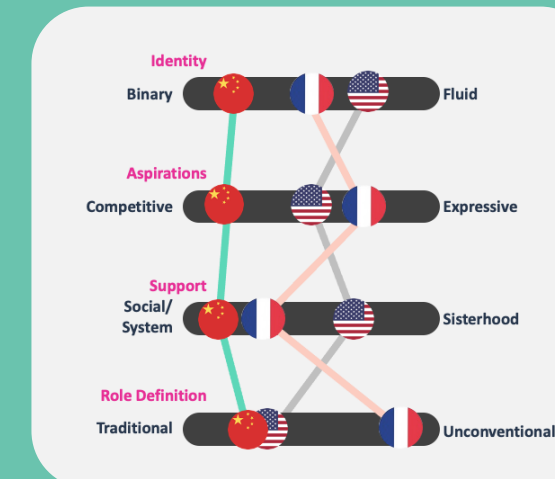 Identity
Binary
Fluid
Aspirations
Competitive
Expressive
Support
Social/
System
Sisterhood
Role Definition
Traditional
Unconventional